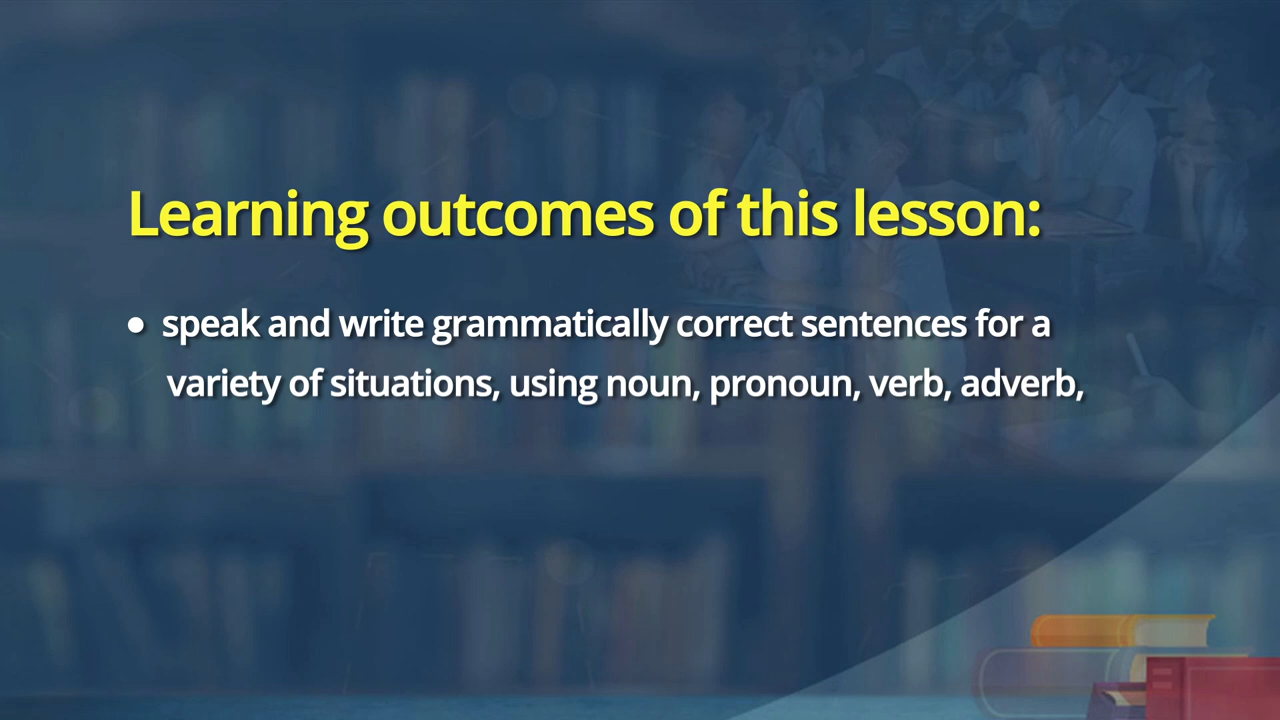 Learning outcomes of this lesson:
● speak and write grammatically correct sentences for a
variety of situations, using noun, pronoun, verb, adverb,